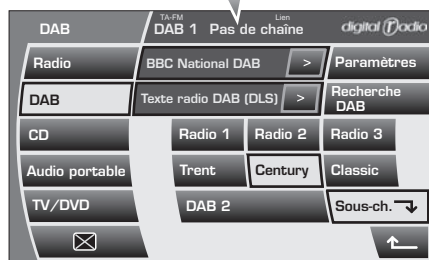 TA-FM Lien
DAB DAB 1 Pas de chaîne digital radio
Radio BBC National DAB > Paramètres
DAB Texte radio DAB (DLS) > Recherche DAB
CD Radio 1 Radio 2 Radio 3
Audio portable Trent Century Classic
TV/DVD DAB 2 Sous-ch.